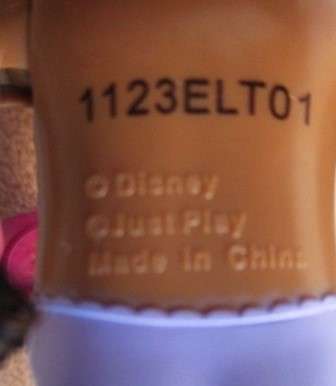 1123ELT01
©Disney
©Just Play
Made in China